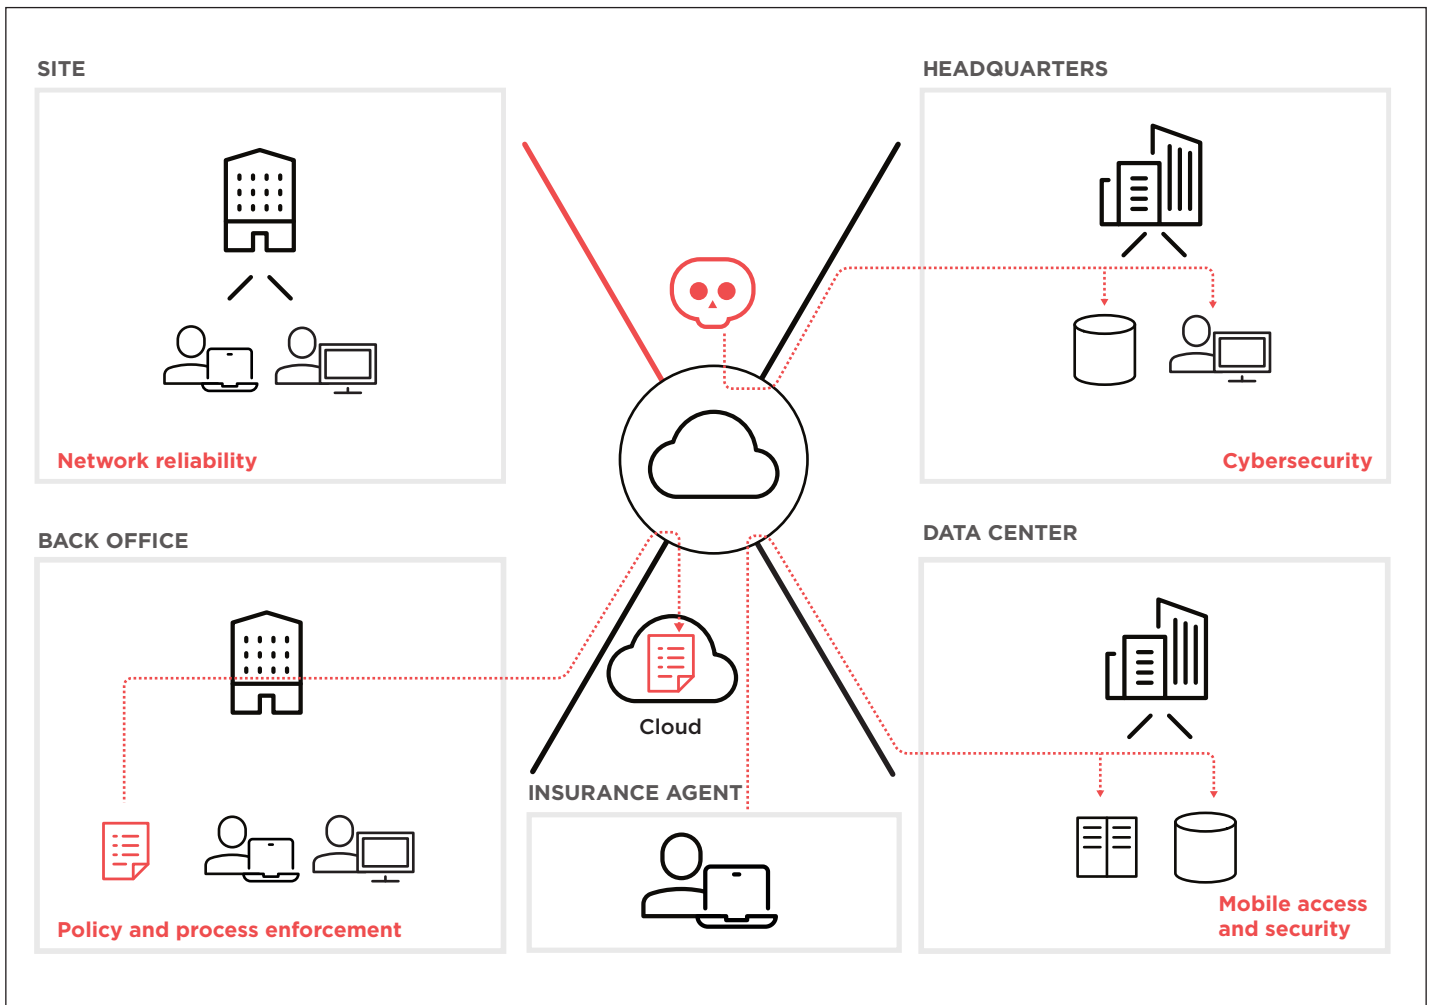 SITE
HEADQUARTERS
Network reliability
Cybersecurity
BACK OFFICE
DATA CENTER
Cloud
INSURANCE AGENT
Policy and process enforcement
Mobile access
and security